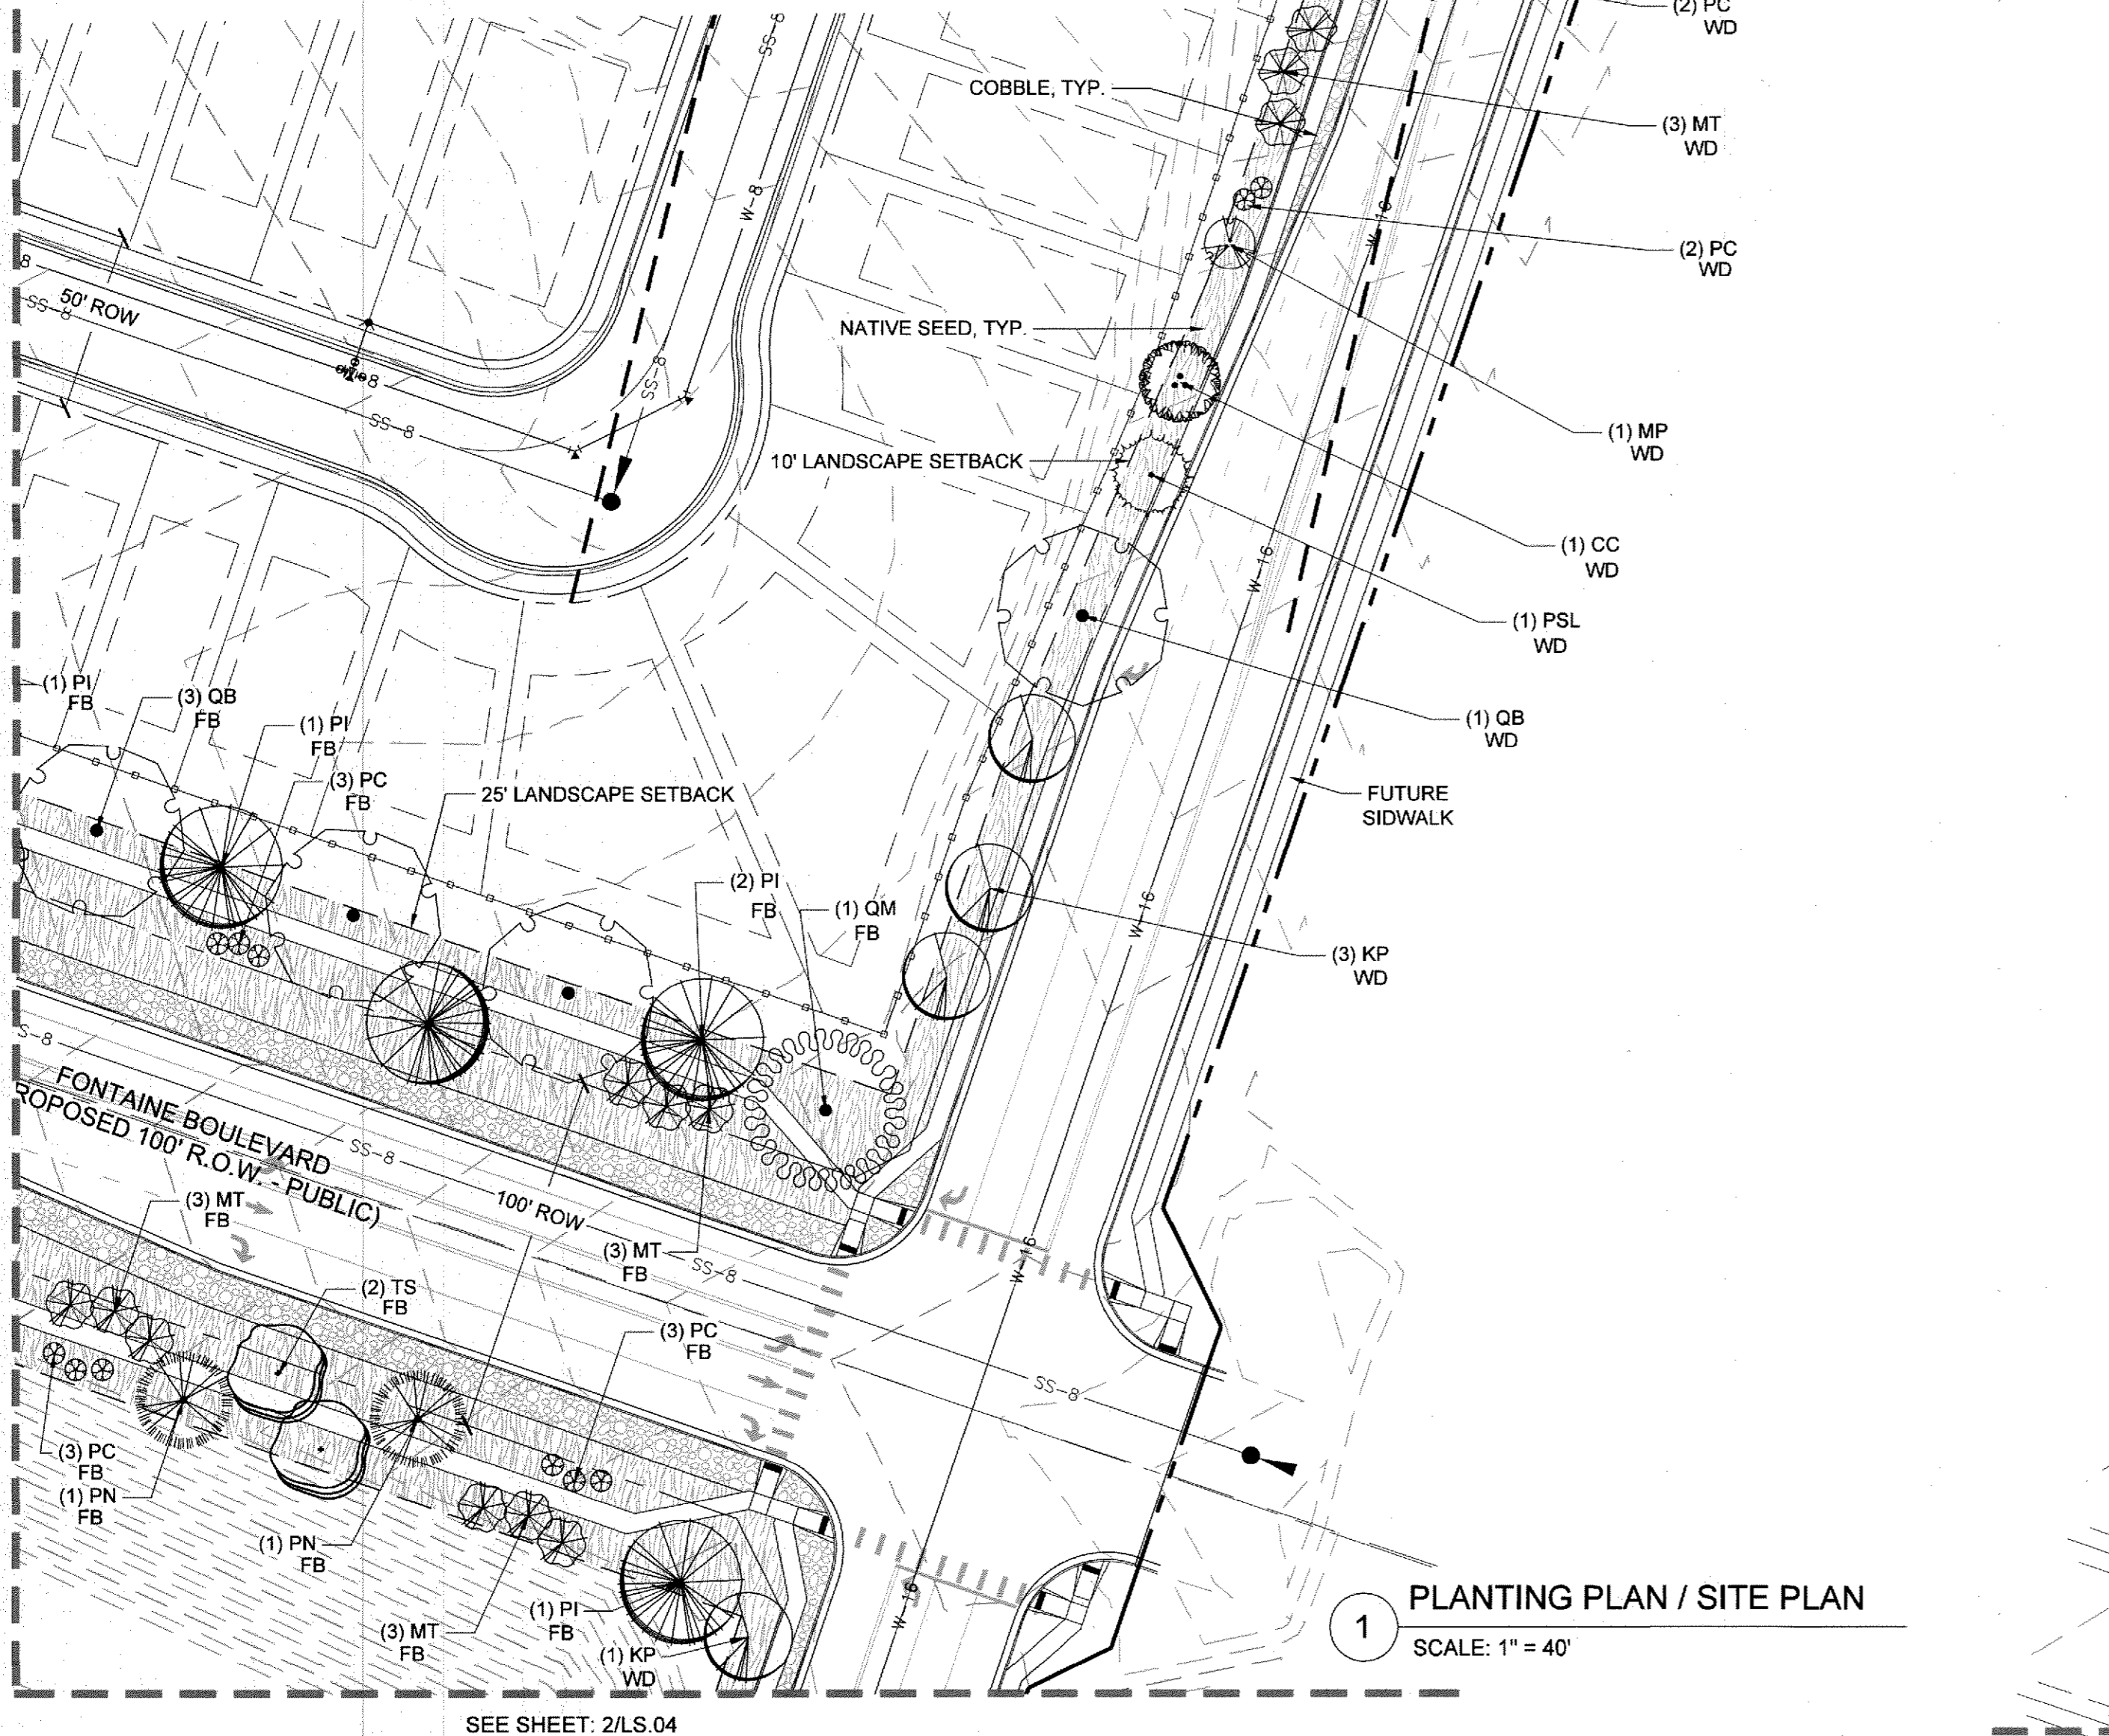 (2) PC
WD
COBBLE, TYP.
(3) MT
WD
(2) PC
WD
NATIVE SEED, TYP.
(1) MP
WD
10' LANDSCAPE SETBACK
(1) CC
WD
(1) PSL
WD
(1) QB
WD
FUTURE
SIDWALK
(3) KP
WD
SS-8
W-8
W-16
8
50' ROW
SS-8
SS-8
SS-8
W-16
(1) PI
FB
(3) QB
FB
(1) PI
FB
(3) PC
FB
25' LANDSCAPE SETBACK
(2) PI
FB
(1) QM
FB
W-16
S-8
FONTAINE BOULEVARD
ROPOSED 100' R.O.W. - PUBLIC)
SS-8
100' ROW
(3) MT
FB
(3) MT
FB
SS-8
W-16
(2) TS
FB
(3) PC
FB
SS-8
(3) PC
FB
(1) PN
FB
(1) PN
FB
(3) MT
FB
(1) PI
FB
(1) KP
WD
W-16
1
PLANTING PLAN / SITE PLAN
SCALE: 1" = 40'
SEE SHEET: 2/LS.04